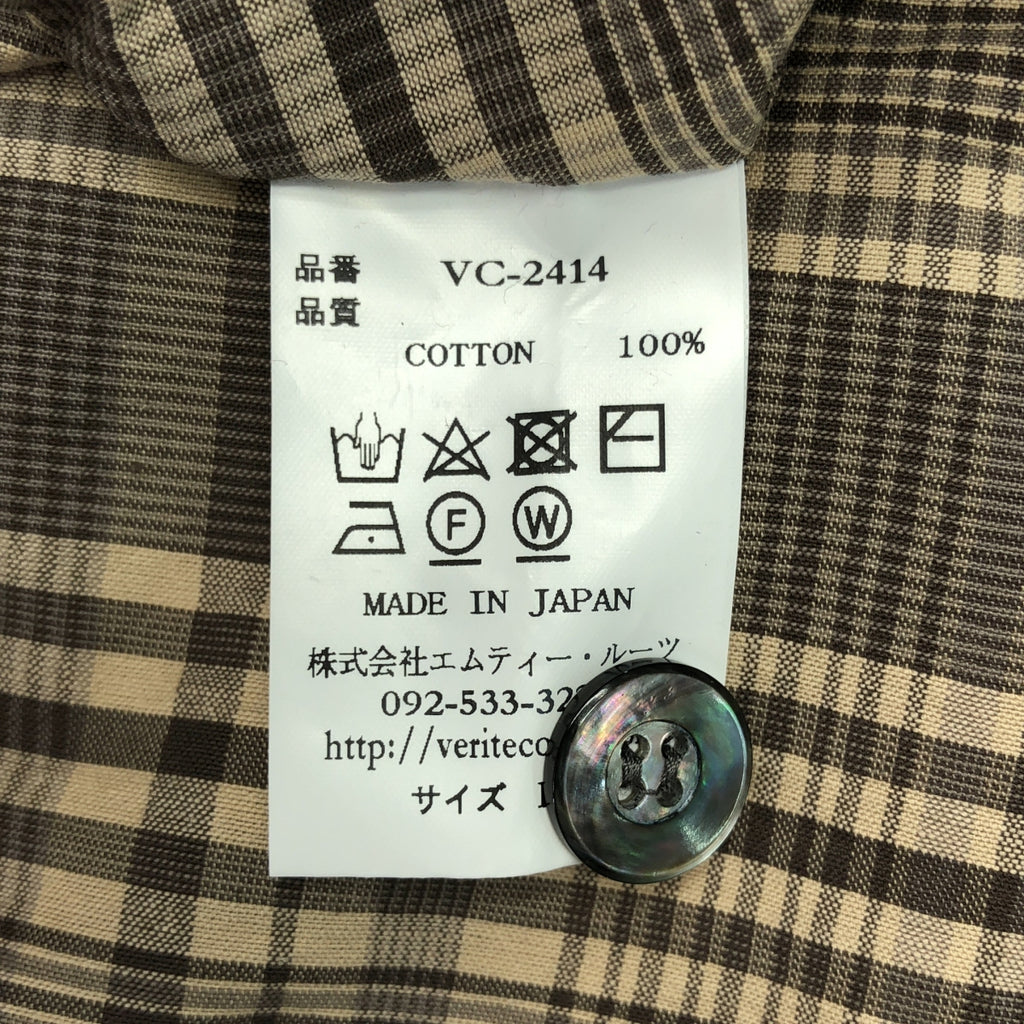 品番 VC-2414
品質
COTTON 100%
F W
MADE IN JAPAN
株式会社エムティー・ルーツ
092-533-32
http://veriteco
サイズ